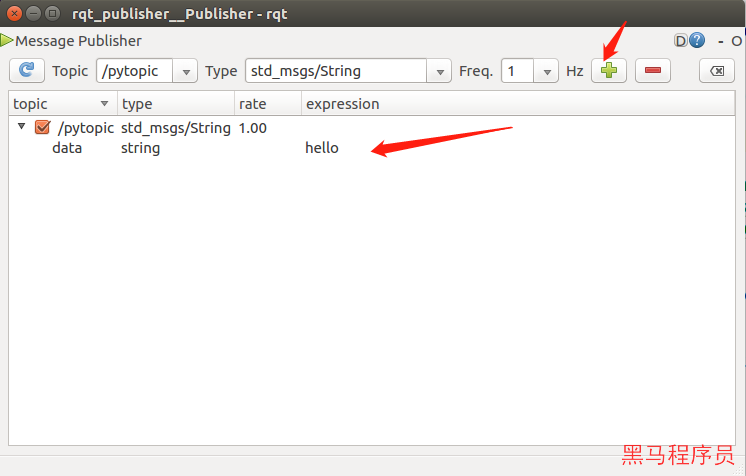 rqt_publisher__Publisher - rqt
Message Publisher D ? - O
Topic /pytopic Type std_msgs/String Freq. 1 Hz
topic type rate expression
/pytopic std_msgs/String 1.00
data string hello
黑马程序员